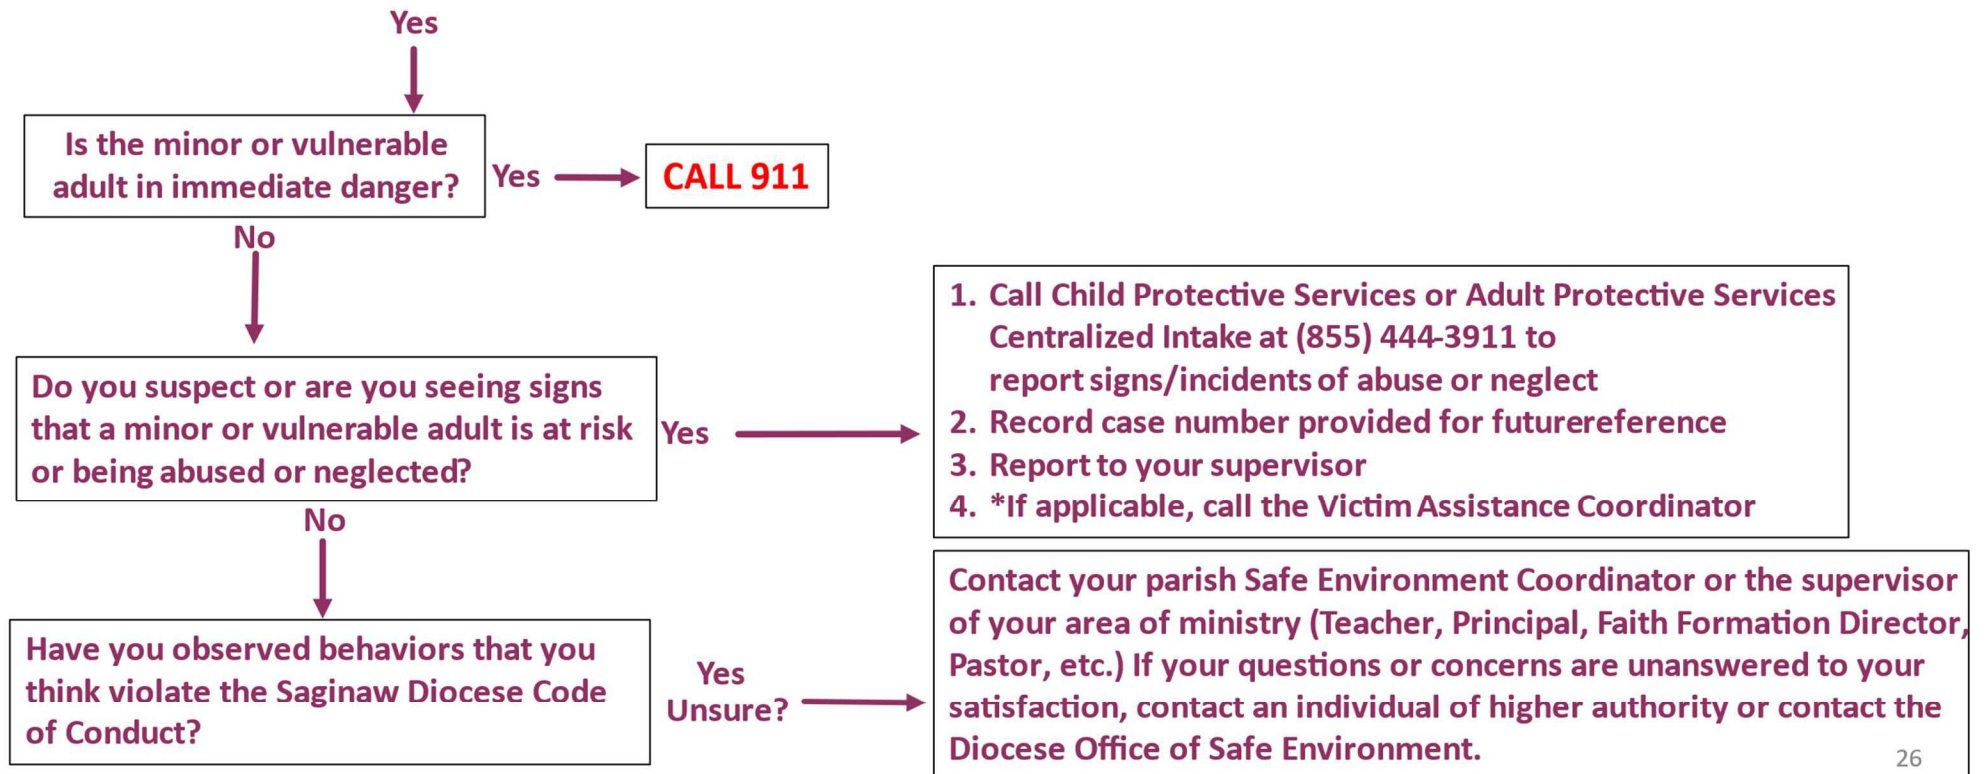 Yes
Is the minor or vulnerable
adult in immediate danger?
Yes
CALL 911
No
Do you suspect or are you seeing signs
that a minor or vulnerable adult is at risk
or being abused or neglected?
Yes
1. Call Child Protective Services or Adult Protective Services
Centralized Intake at (855) 444-3911 to
report signs/incidents of abuse or neglect
2. Record case number provided for futurereference
3. Report to your supervisor
4. *If applicable, call the Victim Assistance Coordinator
No
Have you observed behaviors that you
think violate the Saginaw Diocese Code
of Conduct?
Yes
Unsure?
Contact your parish Safe Environment Coordinator or the supervisor
of your area of ministry (Teacher, Principal, Faith Formation Director,
Pastor, etc.) If your questions or concerns are unanswered to your
satisfaction, contact an individual of higher authority or contact the
Diocese Office of Safe Environment.
26